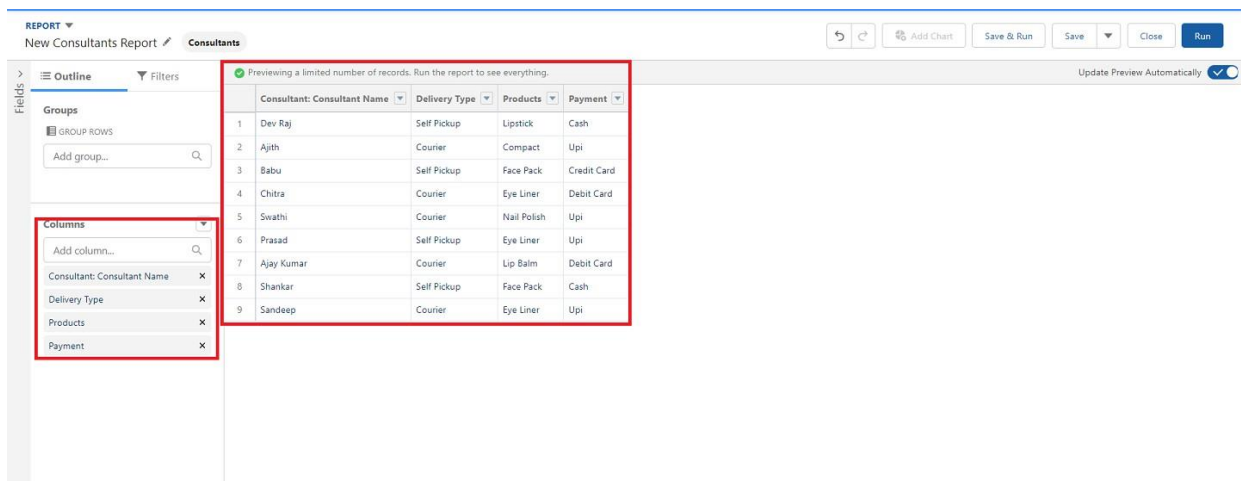 REPORT
New Consultants Report Consultants
Add Chart Save & Run Save Close Run
Fields
Outline Filters
Previewing a limited number of records. Run the report to see everything. Update Preview Automatically
Groups
GROUP ROWS
Add group...
Columns
Add column...
Consultant: Consultant Name
Delivery Type
Products
Payment
Consultant: Consultant Name Delivery Type Products Payment
1 Dev Raj Self Pickup Lipstick Cash
2 Ajith Courier Compact Upi
3 Babu Self Pickup Face Pack Credit Card
4 Chitra Courier Eye Liner Debit Card
5 Swathi Courier Nail Polish Upi
6 Prasad Self Pickup Eye Liner Upi
7 Ajay Kumar Courier Lip Balm Debit Card
8 Shankar Self Pickup Face Pack Cash
9 Sandeep Courier Eye Liner Upi